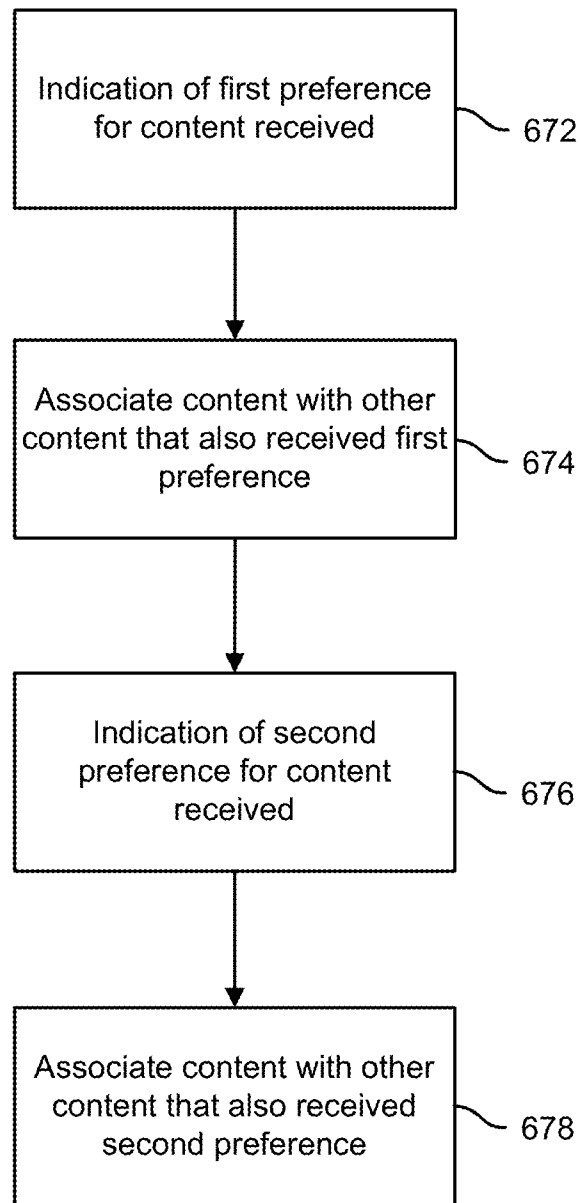 Indication of first preference
for content received
672
Associate content with other
content that also received first
preference
674
Indication of second
preference for content
received
676
Associate content with other
content that also received
second preference
678